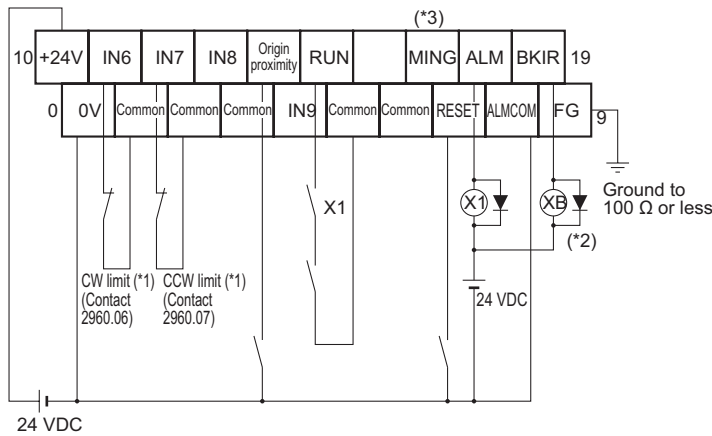 (*3)
10 +24V IN6 IN7 IN8 Origin proximity RUN MING ALM BKIR 19
0 0V Common Common Common IN9 Common Common RESET ALMCOM FG 9
X1 X1 XB
Ground to
100 Ω or less
(*2)
CW limit (*1)
(Contact
2960.06)
CCW limit (*1)
(Contact
2960.07)
24 VDC
24 VDC